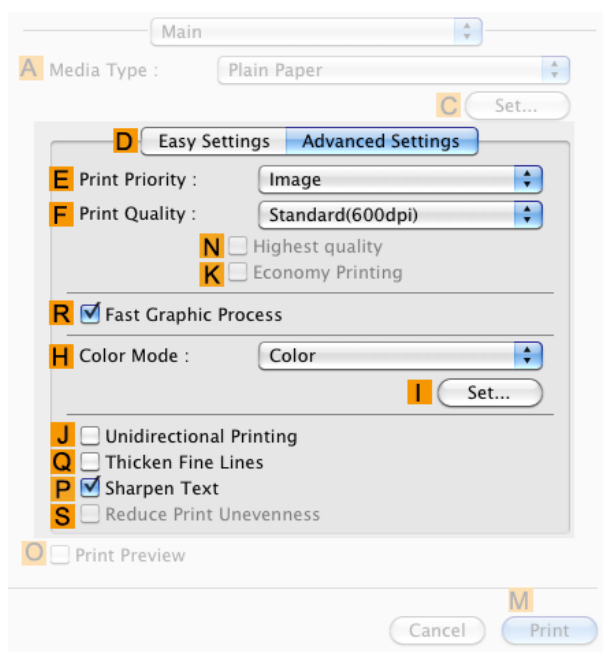 Main
A Media Type : Plain Paper
C Set...
D Easy Settings Advanced Settings
E Print Priority : Image
F Print Quality : Standard(600dpi)
N Highest quality
K Economy Printing
R Fast Graphic Process
H Color Mode : Color
I Set...
J Unidirectional Printing
Q Thicken Fine Lines
P Sharpen Text
S Reduce Print Unevenness
O Print Preview
M
Cancel Print